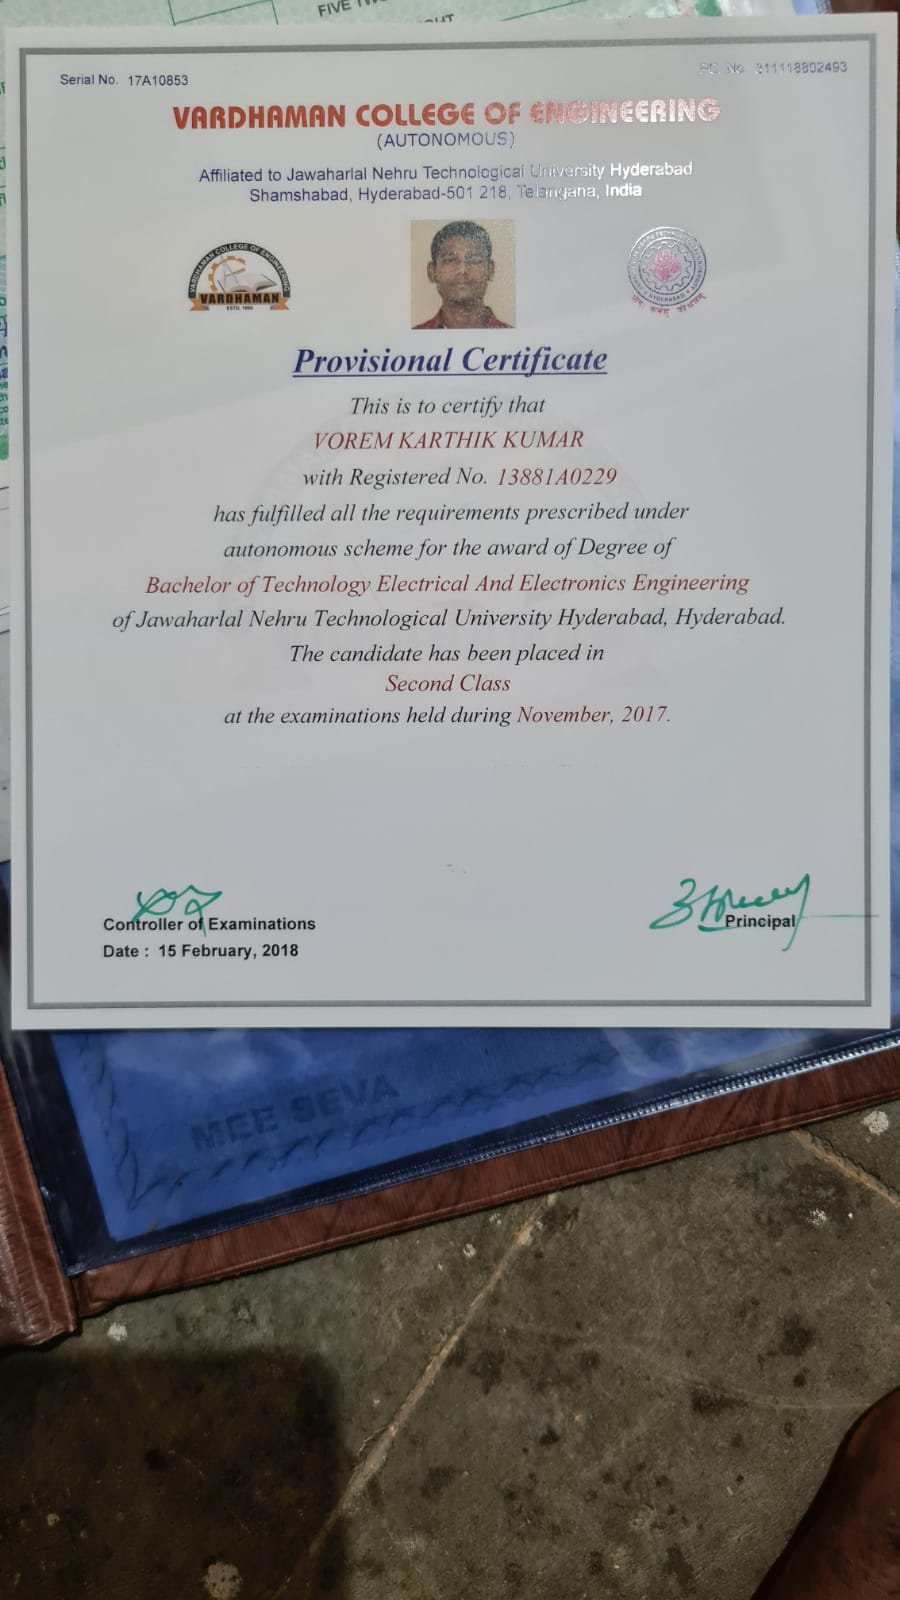 FIVE
Serial No. 17A10853
PC No 311118802493
VARDHAMAN COLLEGE OF ENGINEERING
(AUTONOMOUS)
Affiliated to Jawaharlal Nehru Technological University Hyderabad
Shamshabad, Hyderabad-501 218, Telangana, India
VARDHAMAN COLLEGE OF ENGINEERING
VARDHAMAN
ESTD. 1999
Provisional Certificate
This is to certify that
VOREM KARTHIK KUMAR
with Registered No. 13881A0229
has fulfilled all the requirements prescribed under
autonomous scheme for the award of Degree of
Bachelor of Technology Electrical And Electronics Engineering
of Jawaharlal Nehru Technological University Hyderabad, Hyderabad.
The candidate has been placed in
Second Class
at the examinations held during November, 2017.
Controller of Examinations
Principal
Date : 15 February, 2018
MEE SEVA